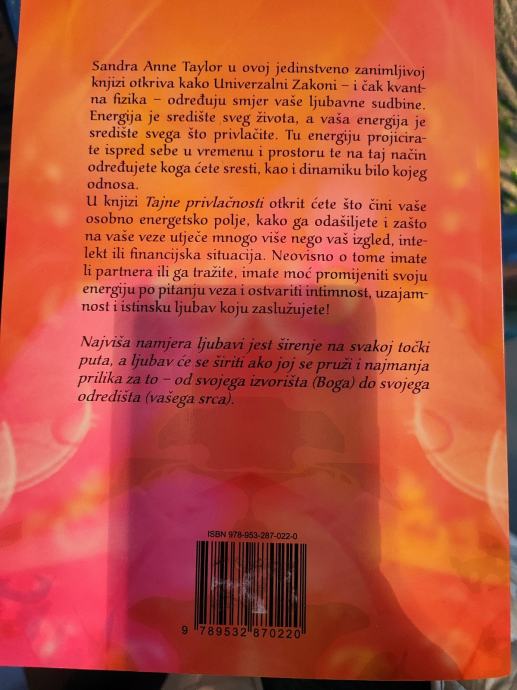 Sandra Anne Taylor u ovoj jedinstveno zanimljivoj
knjizi otkriva kako Univerzalni Zakoni – i čak kvant-
na fizika – određuju smjer vaše ljubavne sudbine.
Energija je središte sveg života, a vaša energija je
središte svega što privlačite. Tu energiju projicira-
te ispred sebe u vremenu i prostoru te na taj način
određujete koga ćete sresti, kao i dinamiku bilo kojeg
odnosa.
U knjizi Tajne privlačnosti otkrit ćete što čini vaše
osobno energetsko polje, kako ga odašiljete i zašto
na vaše veze utječe mnogo više nego vaš izgled, inte-
lekt ili financijska situacija. Neovisno o tome imate
li partnera ili ga tražite, imate moć promijeniti svoju
energiju po pitanju veza i ostvariti intimnost, uzajam-
nost i istinsku ljubav koju zaslužujete!
Najviša namjera ljubavi jest širenje na svakoj točki
puta, a ljubav će se širiti ako joj se pruži i najmanja
prilika za to – od svojega izvorišta (Boga) do svojega
odredišta (vašega srca).
ISBN 978-953-287-022-0
9 789532 870220